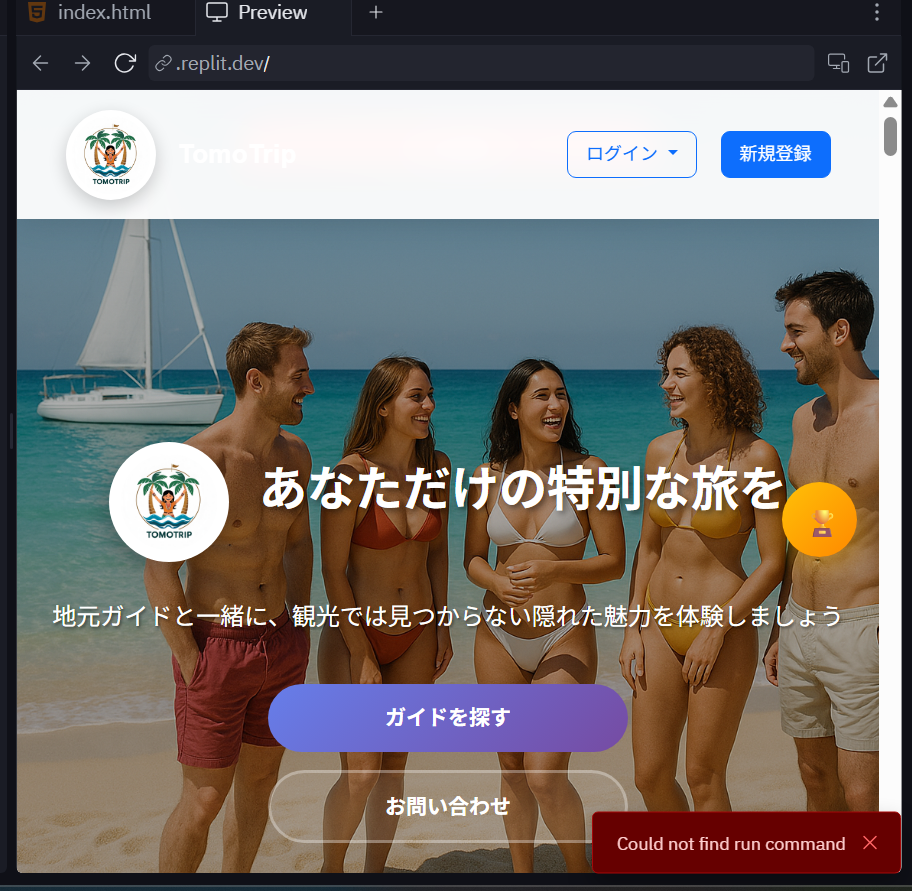 index.html
Preview
.replit.dev/
TOMOTRIP
TomoTrip
ログイン
新規登録
TOMOTRIP
あなただけの特別な旅を
地元ガイドと一緒に、観光では見つからない隠れた魅力を体験しましょう
ガイドを探す
お問い合わせ
Could not find run command